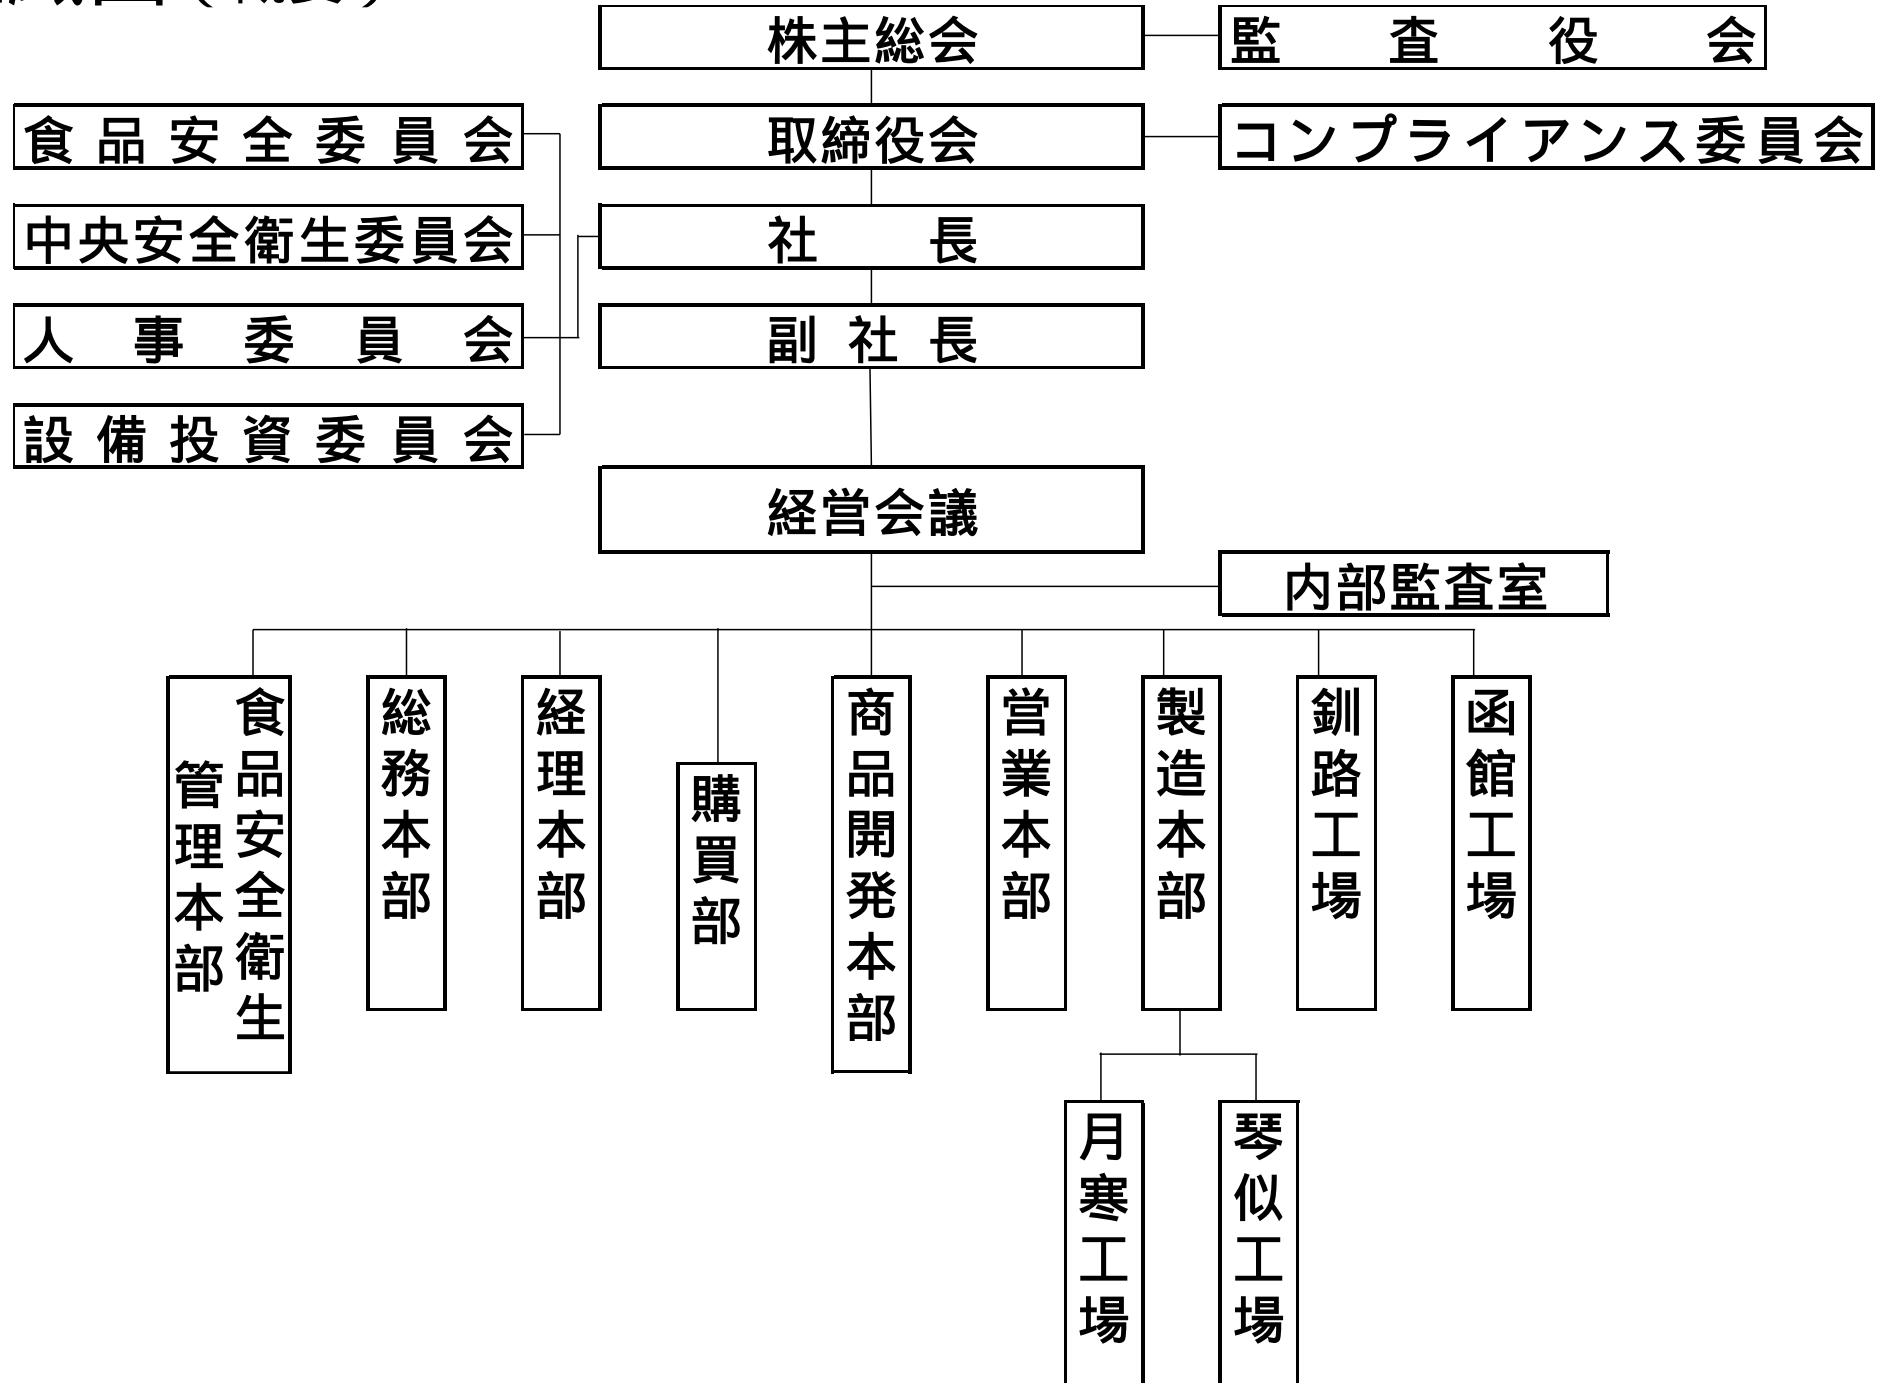 株主総会
監査役会
食品安全委員会
取締役会
コンプライアンス委員会
中央安全衛生委員会
社長
人事委員会
副社長
設備投資委員会
経営会議
内部監査室
食品安全衛生
管理本部
総務本部
経理本部
購買部
商品開発本部
営業本部
製造本部
釧路工場
函館工場
月寒工場
琴似工場